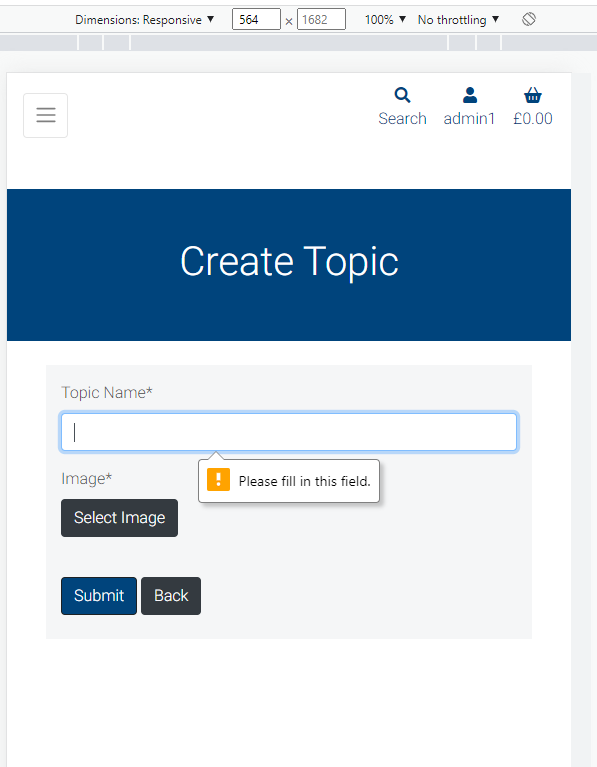 Dimensions: Responsive ▼ 564 × 1682 100% ▼ No throttling ▼
Search admin1 £0.00
Create Topic
Topic Name*
Please fill in this field.
Image*
Select Image
Submit Back